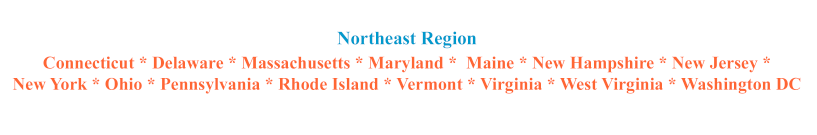 Northeast Region
Connecticut * Delaware * Massachusetts * Maryland * Maine * New Hampshire * New Jersey *
New York * Ohio * Pennsylvania * Rhode Island * Vermont * Virginia * West Virginia * Washington DC